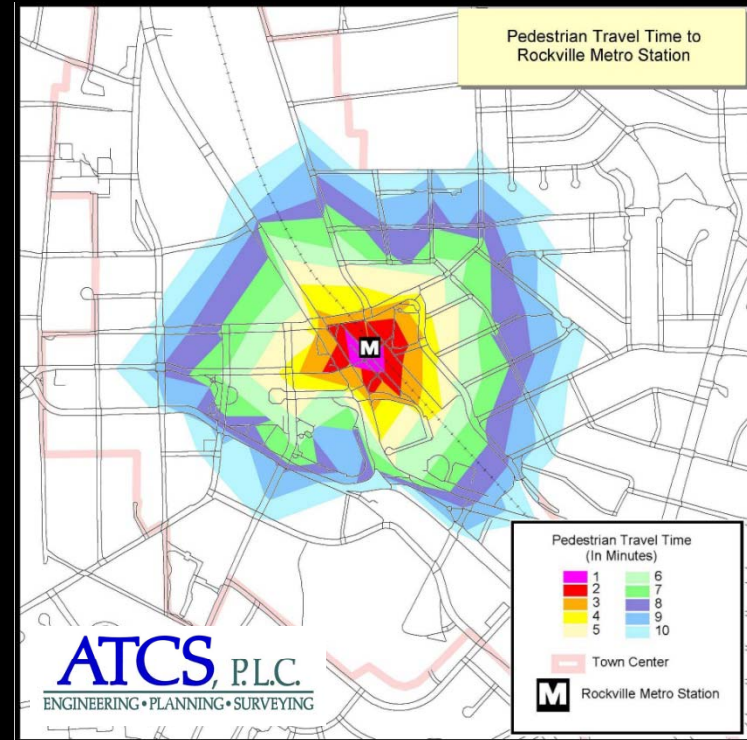 Pedestrian Travel Time to
Rockville Metro Station
M
Pedestrian Travel Time
(In Minutes)
1 6
2 7
3 8
4 9
5 10
Town Center
M Rockville Metro Station
ATCS, P.L.C.
ENGINEERING • PLANNING • SURVEYING